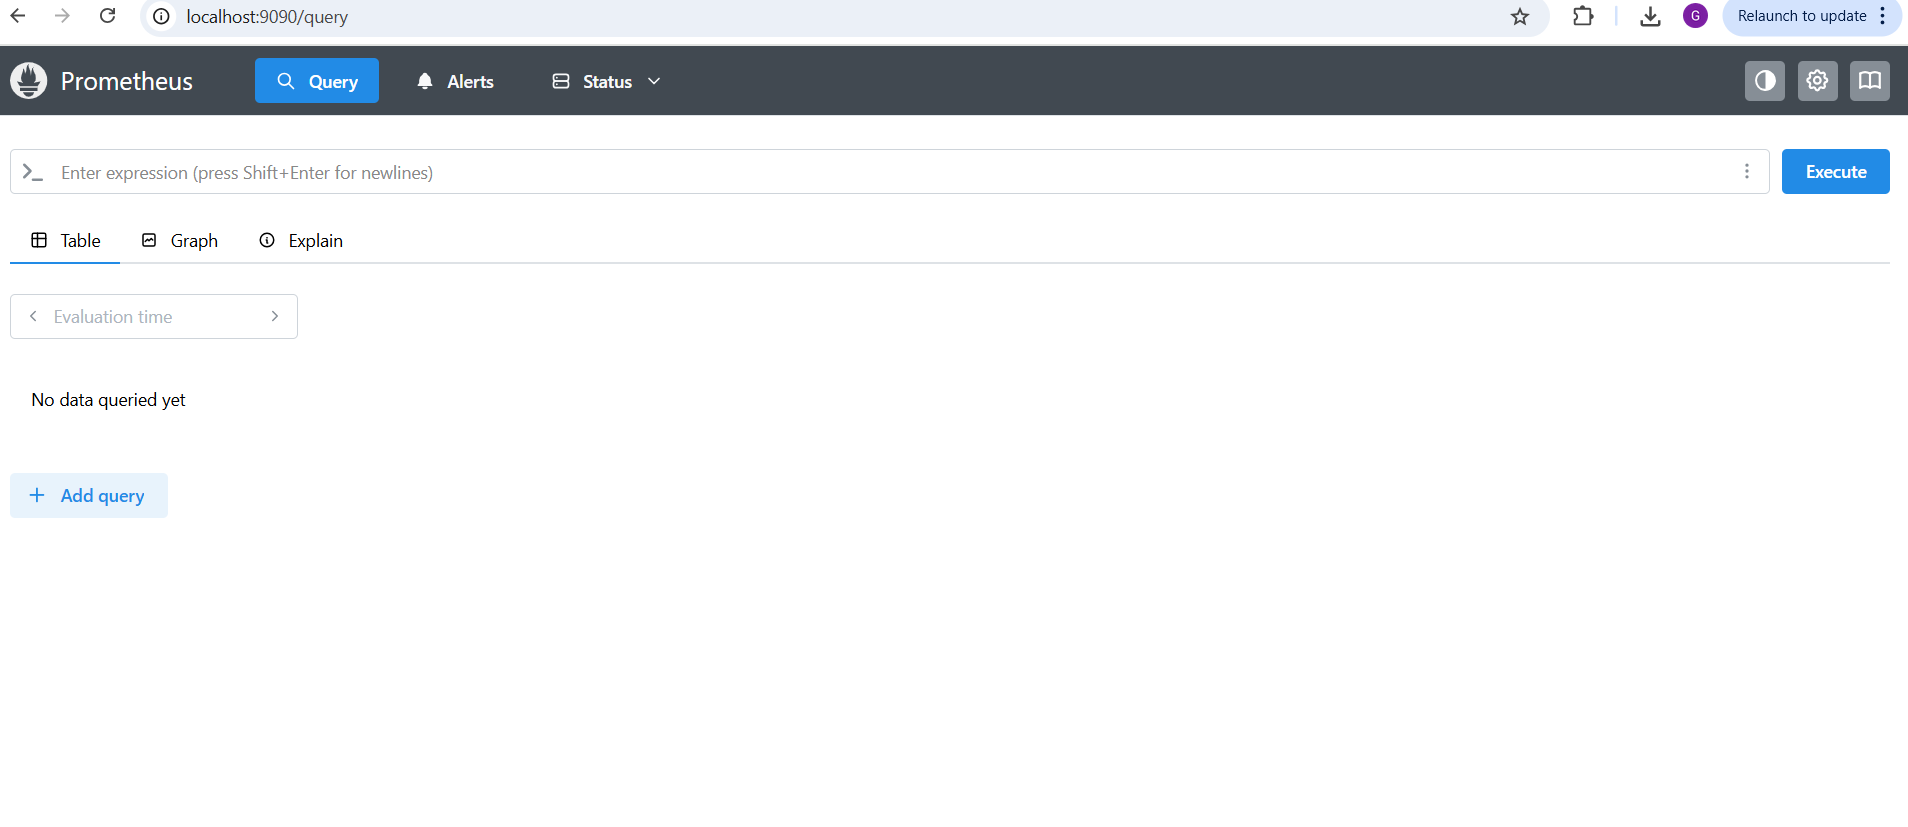 localhost:9090/query
G
Relaunch to update
Prometheus
Query
Alerts
Status
Enter expression (press Shift+Enter for newlines)
Execute
Table
Graph
Explain
Evaluation time
No data queried yet
Add query